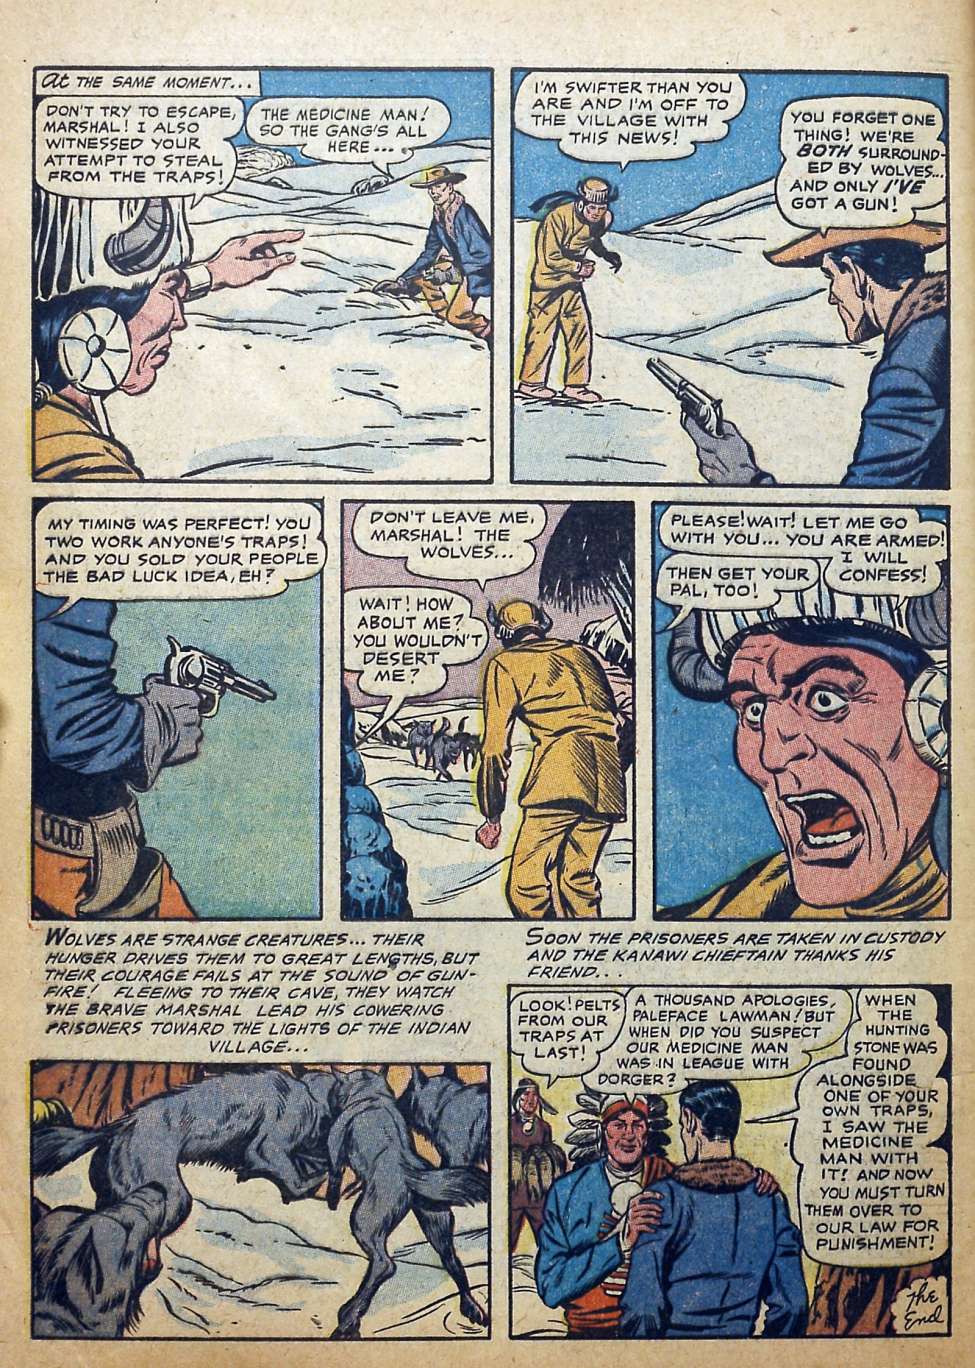 At THE SAME MOMENT...
DON'T TRY TO ESCAPE,
MARSHAL! I ALSO
WITNESSED YOUR
ATTEMPT TO STEAL
FROM THE TRAPS!
THE MEDICINE MAN!
SO THE GANG'S ALL
HERE...
I'M SWIFTER THAN YOU
ARE AND I'M OFF TO
THE VILLAGE WITH
THIS NEWS!
YOU FORGET ONE
THING! WE'RE
BOTH SURROUND-
ED BY WOLVES...
AND ONLY I'VE
GOT A GUN!
MY TIMING WAS PERFECT! YOU
TWO WORK ANYONE'S TRAPS!
AND YOU SOLD YOUR PEOPLE
THE BAD LUCK IDEA, EH?
DON'T LEAVE ME,
MARSHAL! THE
WOLVES...
WAIT! HOW
ABOUT ME?
YOU WOULDN'T
DESERT
ME?
PLEASE! WAIT! LET ME GO
WITH YOU... YOU ARE ARMED!
I WILL
CONFESS!
THEN GET YOUR
PAL, TOO!
WOLVES ARE STRANGE CREATURES... THEIR
HUNGER DRIVES THEM TO GREAT LENGTHS, BUT
THEIR COURAGE FAILS AT THE SOUND OF GUN-
FIRE! FLEEING TO THEIR CAVE, THEY WATCH
THE BRAVE MARSHAL LEAD HIS COWERING
PRISONERS TOWARD THE LIGHTS OF THE INDIAN
VILLAGE...
SOON THE PRISONERS ARE TAKEN IN CUSTODY
AND THE KANAWI CHIEFTAIN THANKS HIS
FRIEND...
LOOK! PELTS
FROM OUR
TRAPS AT
LAST!
A THOUSAND APOLOGIES,
PALEFACE LAWMAN! BUT
WHEN DID YOU SUSPECT
OUR MEDICINE MAN
WAS IN LEAGUE WITH
DORGER?
WHEN
THE
HUNTING
STONE WAS
FOUND
ALONGSIDE
ONE OF YOUR
OWN TRAPS,
I SAW THE
MEDICINE
MAN WITH
IT! AND NOW
YOU MUST TURN
THEM OVER TO
OUR LAW FOR
PUNISHMENT!
The
End